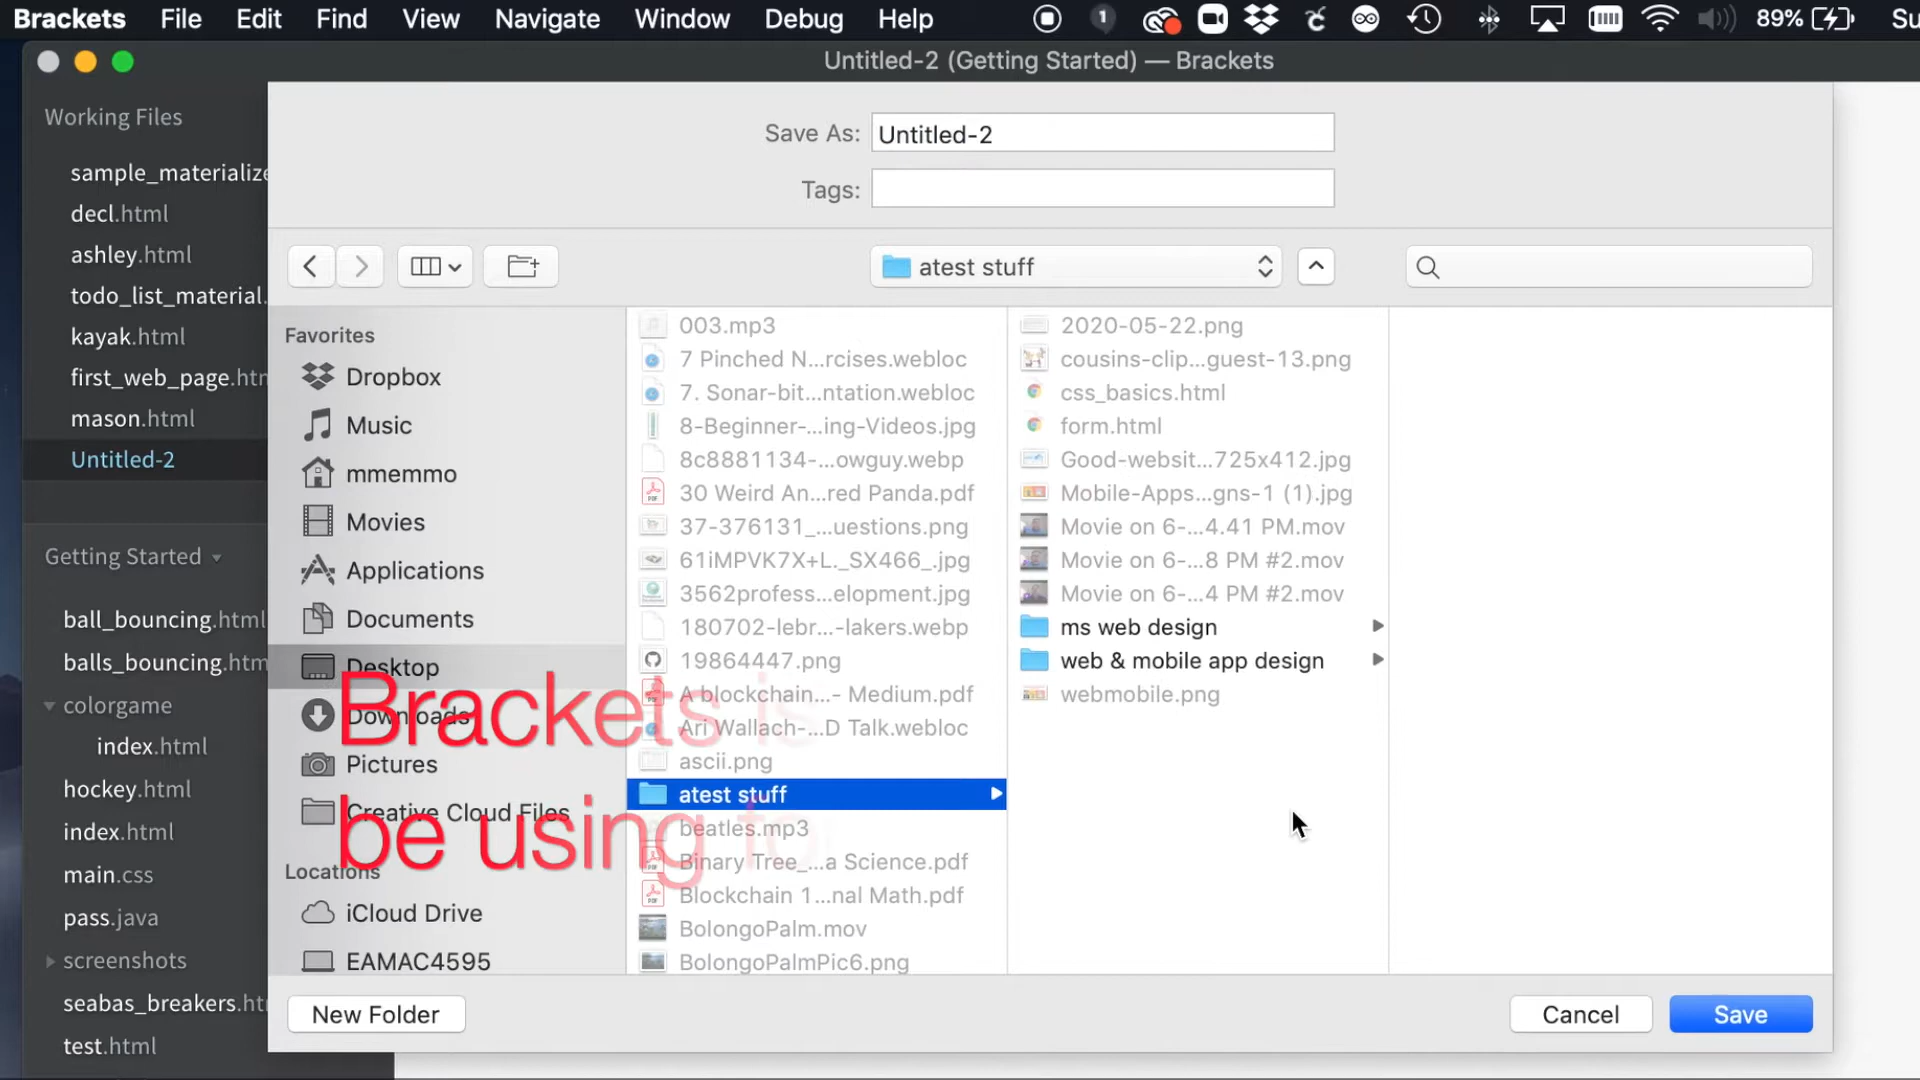 Brackets File Edit Find View Navigate Window Debug Help 1 89% Su
Untitled-2 (Getting Started) — Brackets
Working Files
sample_materialize
decl.html
ashley.html
todo_list_material.
kayak.html
first_web_page.htm
mason.html
Untitled-2
Getting Started
ball_bouncing.html
balls_bouncing.htm
colorgame
index.html
hockey.html
index.html
main.css
pass.java
screenshots
seabas_breakers.htm
test.html
Save As: Untitled-2
Tags:
atest stuff
Favorites
Dropbox
Music
mmemmo
Movies
Applications
Documents
Desktop
Downloads
Pictures
Creative Cloud Files
Locations
iCloud Drive
EAMAC4595
003.mp3
7 Pinched N...rcises.webloc
7. Sonar-bit...ntation.webloc
8-Beginner-...ing-Videos.jpg
8c8881134-...owguy.webp
30 Weird An...red Panda.pdf
37-376131_...uestions.png
61iMPVK7X+L._SX466_.jpg
3562profess...elopment.jpg
180702-lebr...-lakers.webp
19864447.png
A blockchain...- Medium.pdf
Ari Wallach-...D Talk.webloc
ascii.png
atest stuff
beatles.mp3
Binary Tree_...a Science.pdf
Blockchain 1...nal Math.pdf
BolongoPalm.mov
BolongoPalmPic6.png
2020-05-22.png
cousins-clip...guest-13.png
css_basics.html
form.html
Good-websit...725x412.jpg
Mobile-Apps...gns-1 (1).jpg
Movie on 6-...4.41 PM.mov
Movie on 6-...8 PM #2.mov
Movie on 6-...4 PM #2.mov
ms web design
web & mobile app design
webmobile.png
Brackets is
be using fo
New Folder
Cancel
Save